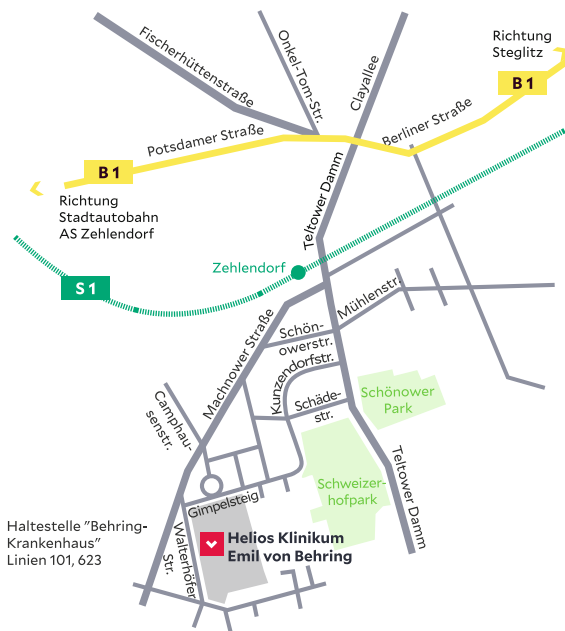 Richtung
Steglitz
B 1
Fischerhüttenstraße
Onkel-Tom-Str.
Clayallee
Potsdamer Straße
Berliner Straße
B 1
Richtung
Stadtautobahn
AS Zehlendorf
Teltower Damm
Zehlendorf
S 1
Mühlenstr.
Schön-
owerstr.
Machnower Straße
Kunzendorfstr.
Schäde-
str.
Schönower
Park
Camphau-
senstr.
Teltower Damm
Schweizer-
hofpark
Gimpelsteig
Haltestelle "Behring-
Krankenhaus"
Linien 101, 623
Walterhöfer
Str.
Helios Klinikum
Emil von Behring